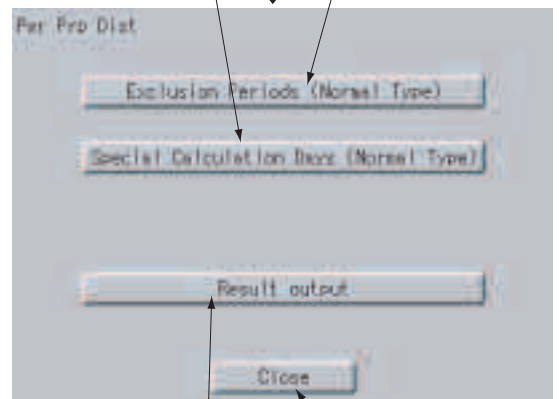 Per Pro Dist
Exclusion Periods (Normal Type)
Special Calculation Days (Normal Type)
Result output
Close